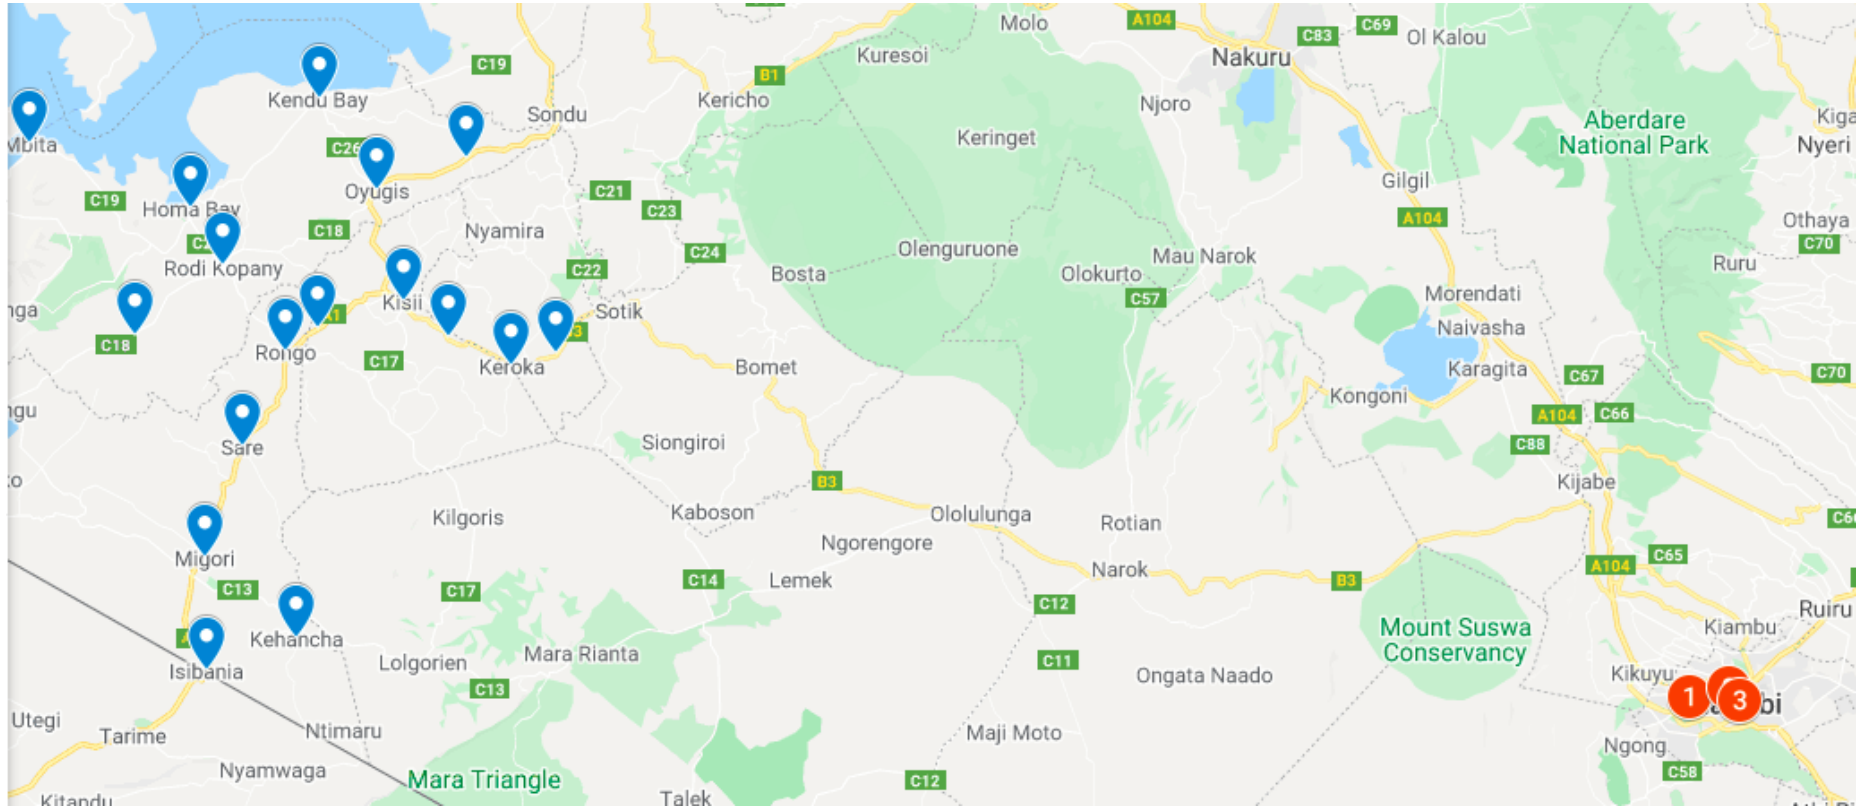 Molo
A104
C69
C83
Ol Kalou
Kuresoi
Nakuru
C19
B1
Kendu Bay
Kericho
Njoro
Sondu
Aberdare
National Park
Mbita
C26
Keringet
Nyeri
Oyugis
C21
Gilgil
C19
Homa Bay
C23
A104
Othaya
C18
Nyamira
C70
Olenguruone
C24
Mau Narok
Ruru
Rodi Kopany
C22
Bosta
Olokurto
C57
Morendati
Kisii
Sotik
Naivasha
C18
Rongo
C17
Keroka
Bomet
Karagita
C67
C70
Kongoni
A104
C66
Sare
Siongiroi
C88
B3
Kijabe
Kilgoris
Kaboson
Ololulunga
Rotian
Ngorengore
Migori
C65
A104
Narok
Lemek
B3
C13
C17
C14
C12
Ruiru
Kiambu
Kehancha
Mount Suswa
Conservancy
Mara Rianta
Lolgorien
C11
Isibania
Ongata Naado
Kikuyu
C13
1
3
Utegi
Tarime
Ntimaru
Maji Moto
Ngong
Nyamwaga
Mara Triangle
C12
C58
Talek
Kitandu